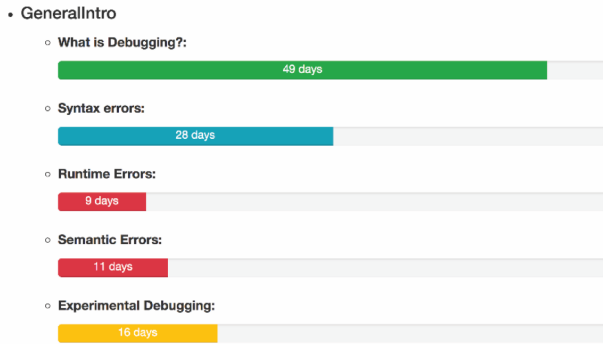 GeneralIntro
What is Debugging?:
49 days
Syntax errors:
28 days
Runtime Errors:
9 days
Semantic Errors:
11 days
Experimental Debugging:
16 days